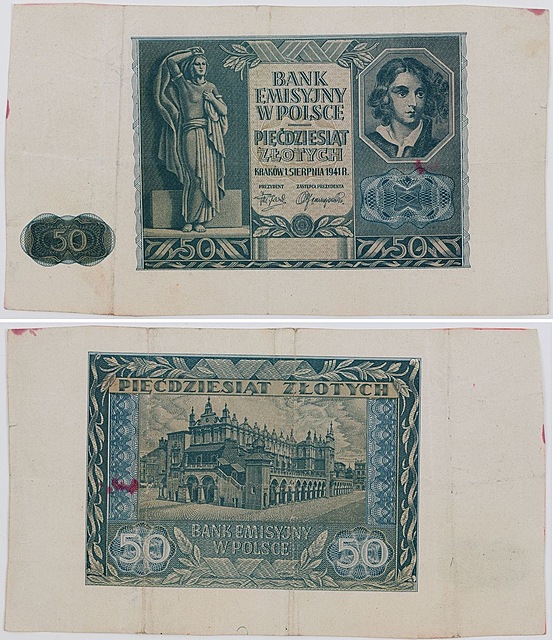 BANK
EMISYJNY
W POLSCE
PIĘĆDZIESIĄT
ZŁOTYCH
KRAKÓW 1. SIERPNIA 1941 R.
PREZYDENT ZASTĘPCA PREZYDENTA
50
50 50
PIĘĆDZIESIĄT ZŁOTYCH
BANK EMISYJNY
W POLSCE
50 50